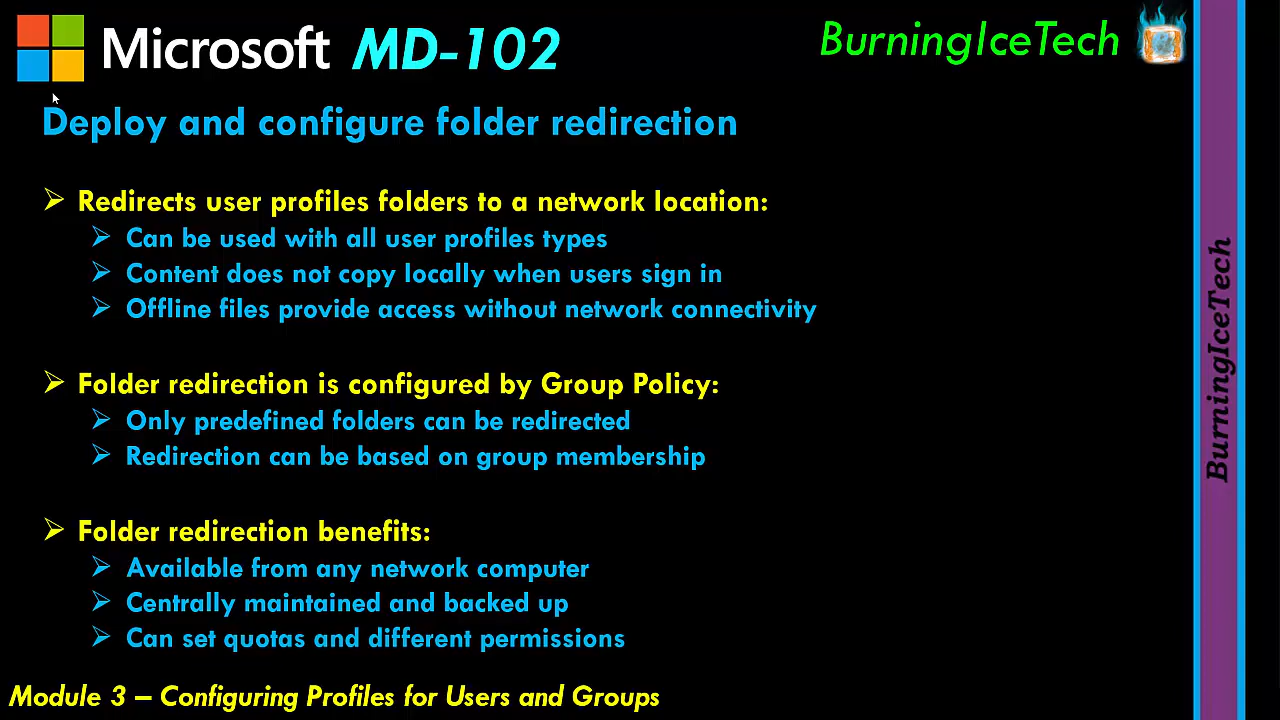 Microsoft MD-102
BurningIceTech
Deploy and configure folder redirection
➢ Redirects user profiles folders to a network location:
➢ Can be used with all user profiles types
➢ Content does not copy locally when users sign in
➢ Offline files provide access without network connectivity
➢ Folder redirection is configured by Group Policy:
➢ Only predefined folders can be redirected
➢ Redirection can be based on group membership
➢ Folder redirection benefits:
➢ Available from any network computer
➢ Centrally maintained and backed up
➢ Can set quotas and different permissions
Module 3 – Configuring Profiles for Users and Groups
BurningIceTech